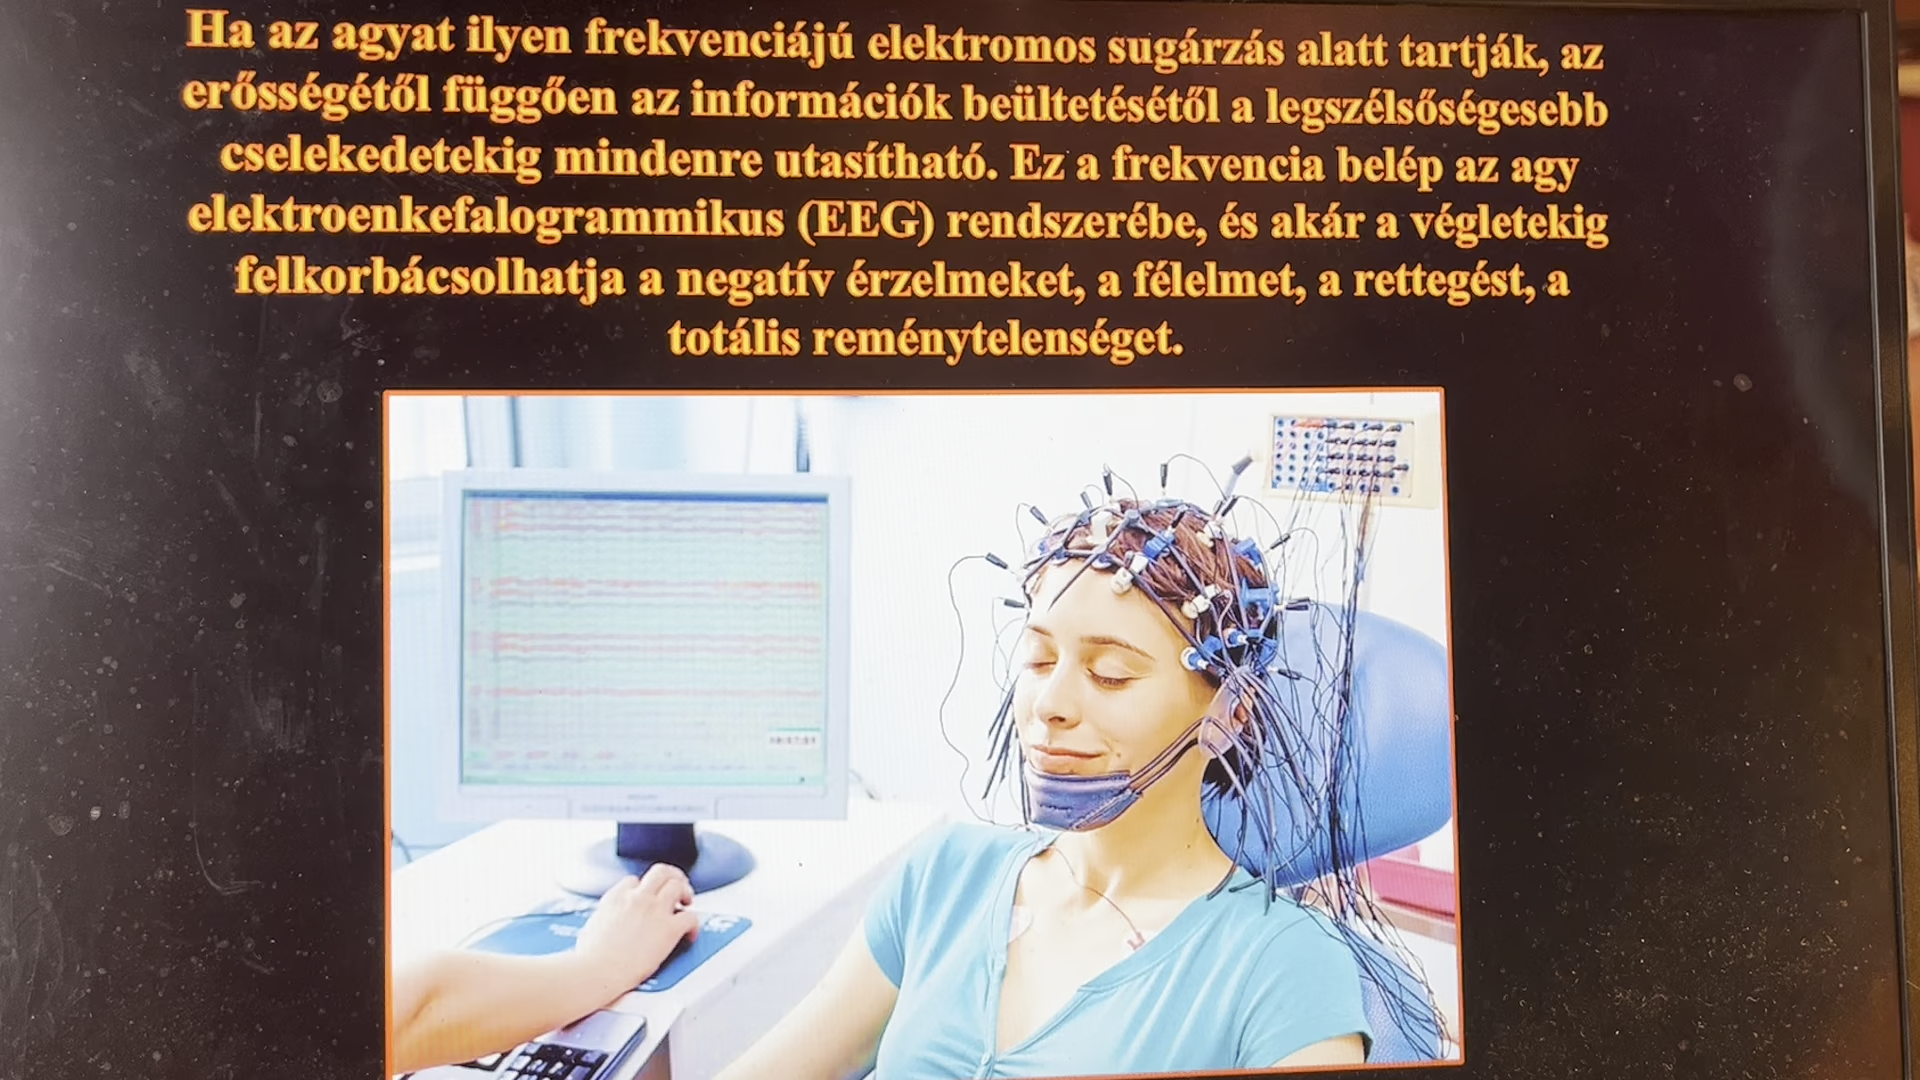 Ha az agyat ilyen frekvenciájú elektromos sugárzás alatt tartják, az
erősségétől függően az információk beültetésétől a legszélsőségesebb
cselekedetekig mindenre utasítható. Ez a frekvencia belép az agy
elektroenkefalogrammikus (EEG) rendszerébe, és akár a végletekig
felkorbácsolhatja a negatív érzelmeket, a félelmet, a rettegést, a
totális reménytelenséget.